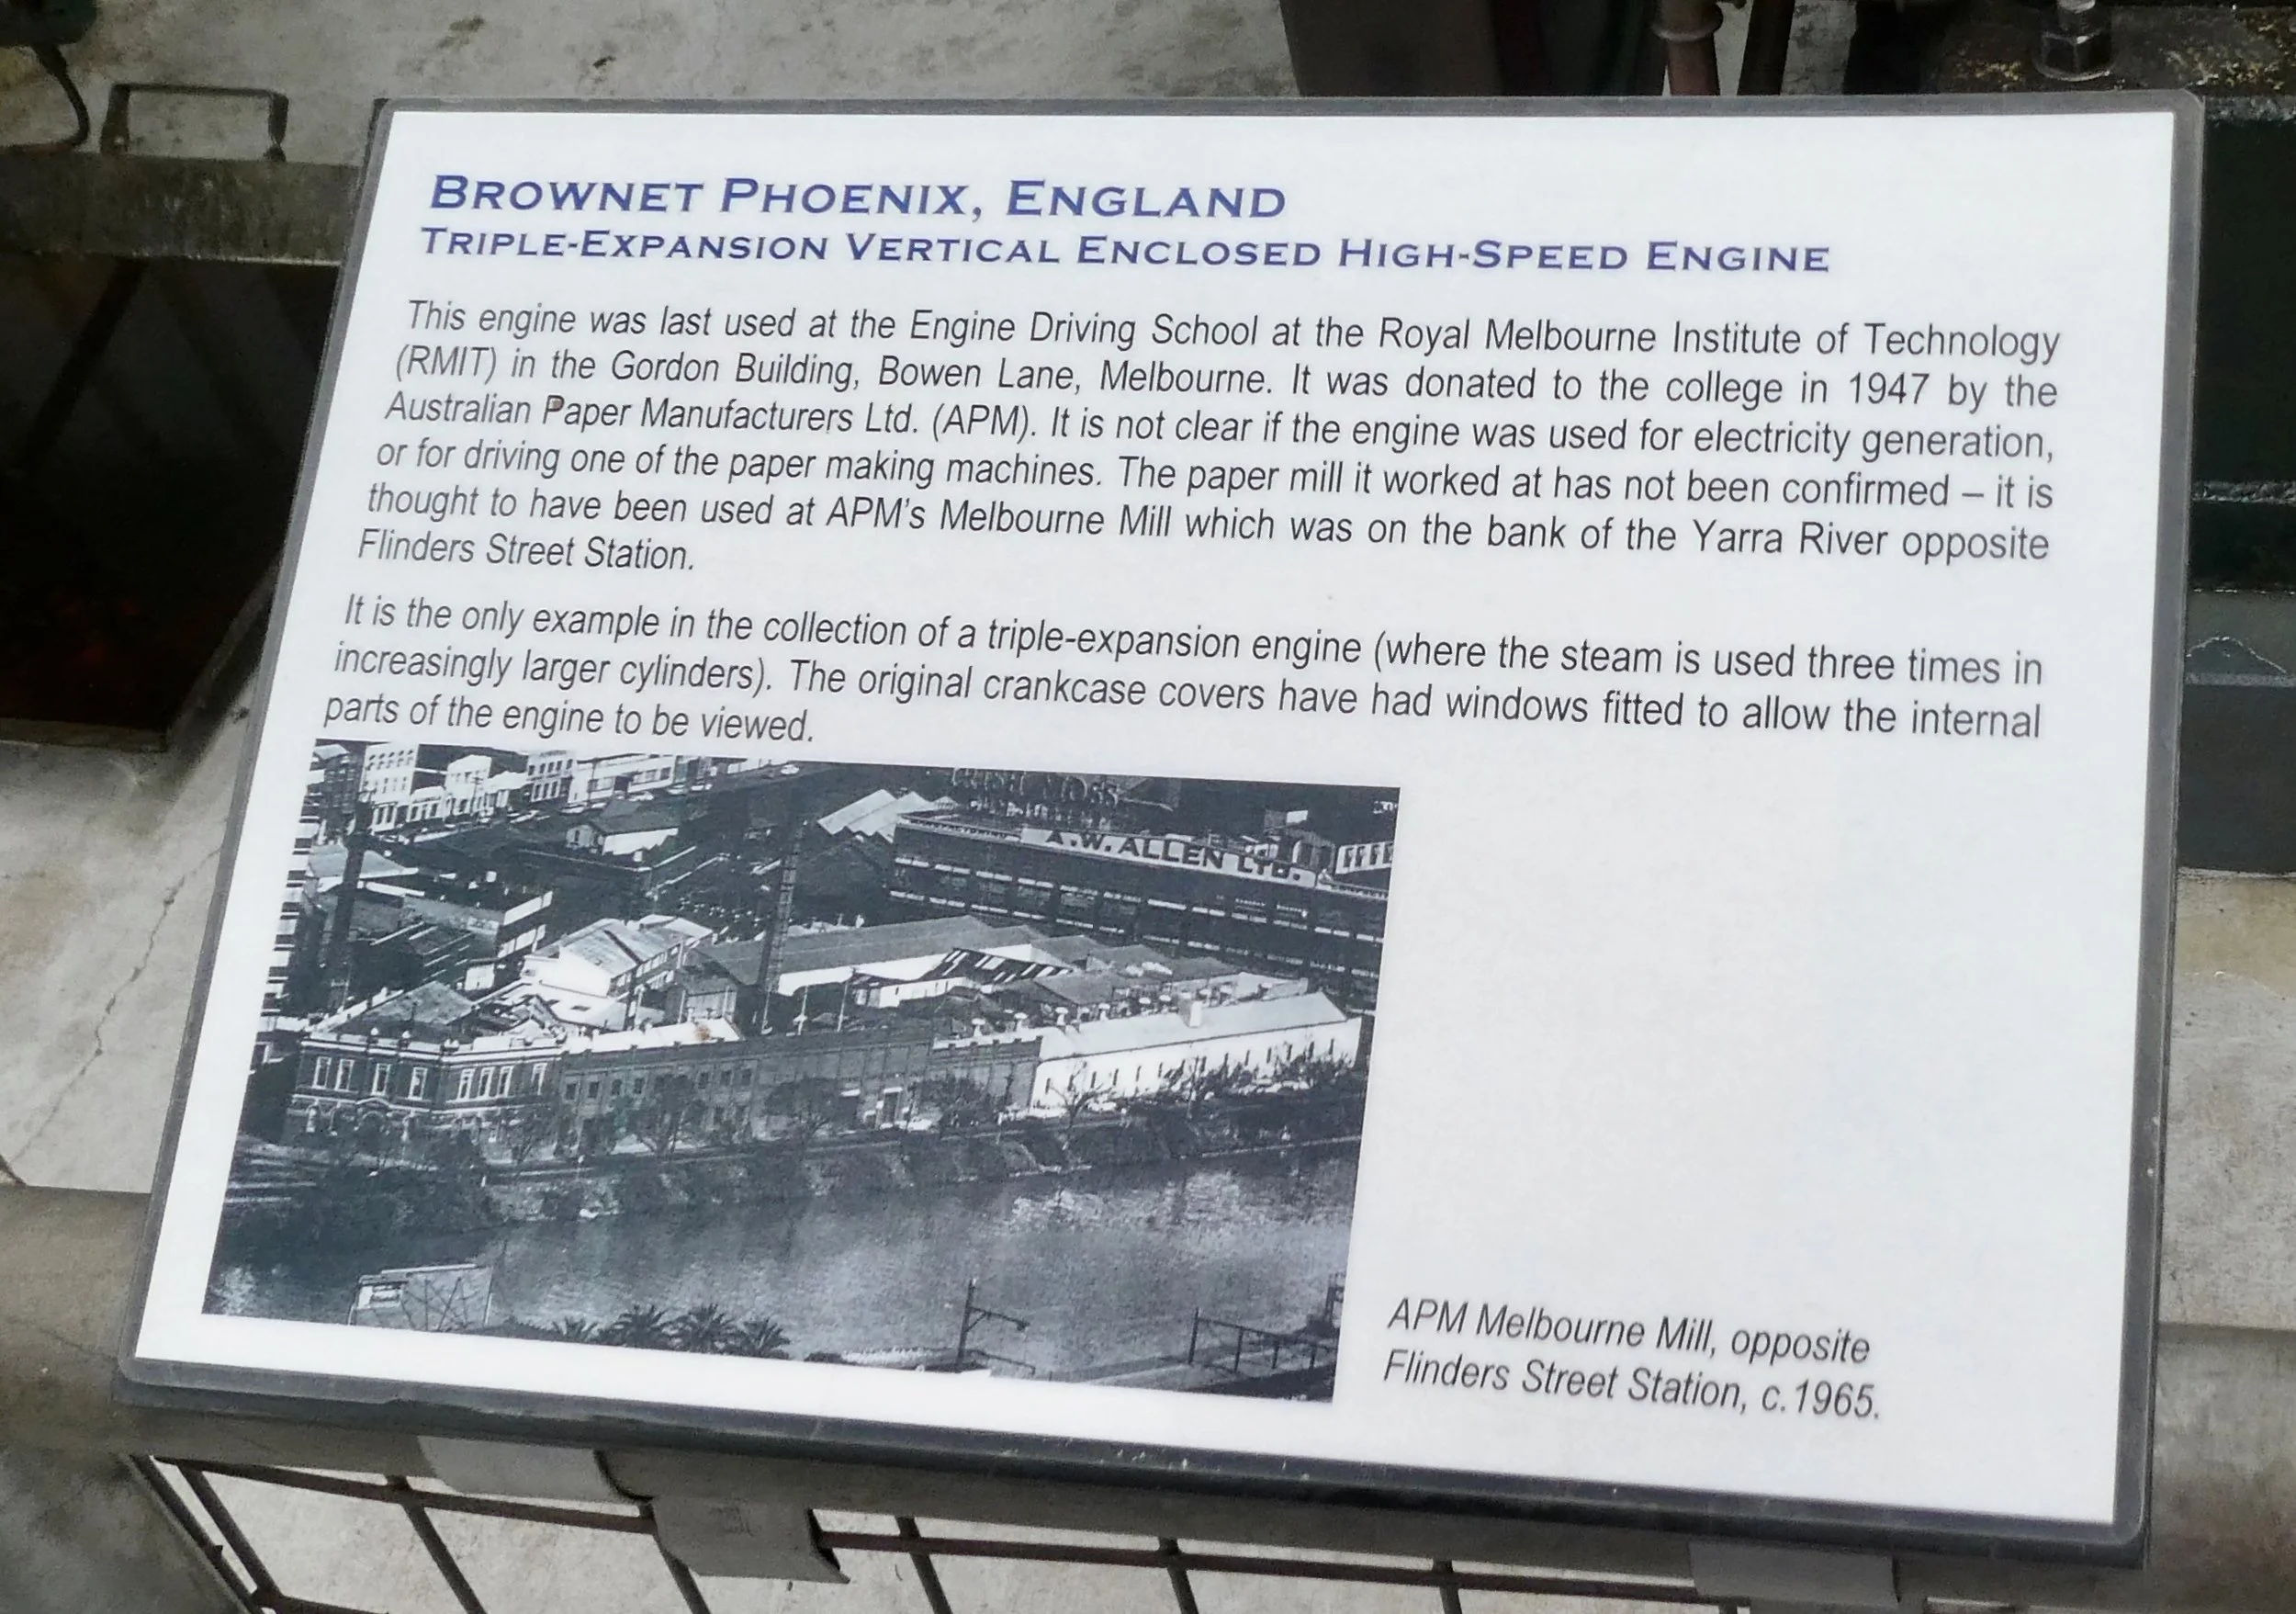 BROWNET PHOENIX, ENGLAND
TRIPLE-EXPANSION VERTICAL ENCLOSED HIGH-SPEED ENGINE
This engine was last used at the Engine Driving School at the Royal Melbourne Institute of Technology
(RMIT) in the Gordon Building, Bowen Lane, Melbourne. It was donated to the college in 1947 by the
Australian Paper Manufacturers Ltd. (APM). It is not clear if the engine was used for electricity generation,
or for driving one of the paper making machines. The paper mill it worked at has not been confirmed – it is
thought to have been used at APM's Melbourne Mill which was on the bank of the Yarra River opposite
Flinders Street Station.
It is the only example in the collection of a triple-expansion engine (where the steam is used three times in
increasingly larger cylinders). The original crankcase covers have had windows fitted to allow the internal
parts of the engine to be viewed.
A.W. ALLEN LTD.
APM Melbourne Mill, opposite
Flinders Street Station, c.1965.